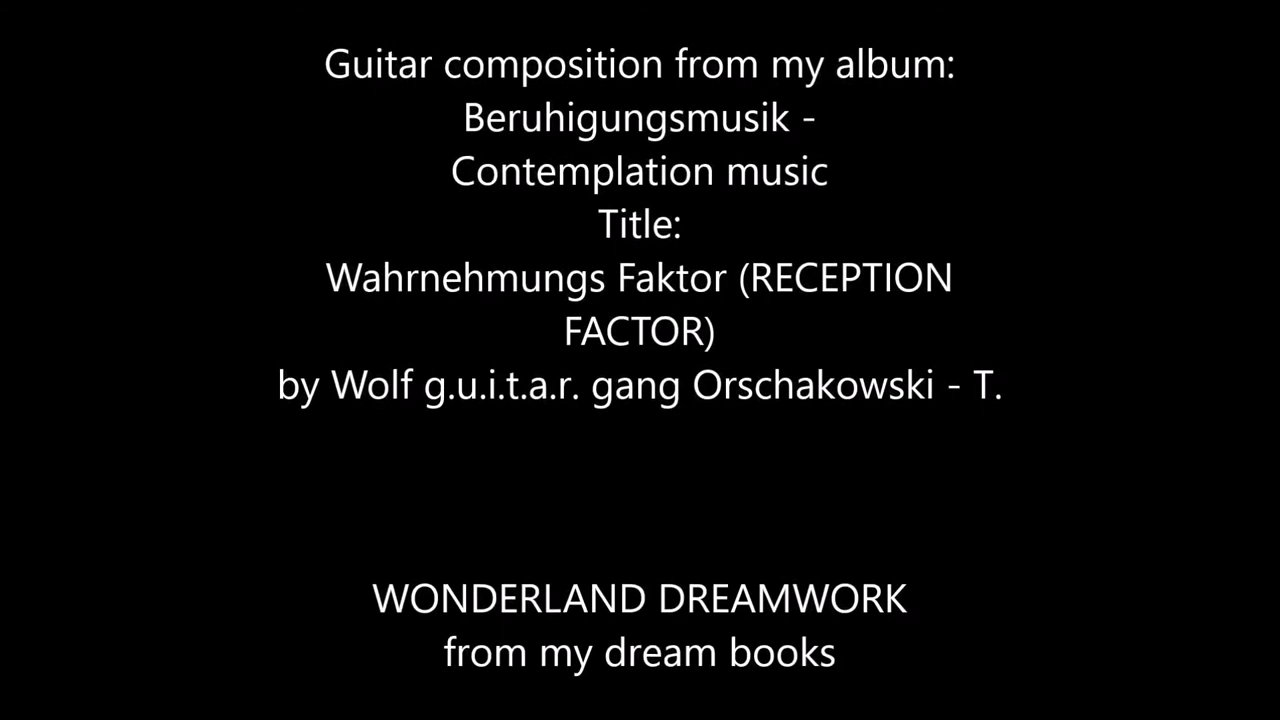 Guitar composition from my album:
Beruhigungsmusik -
Contemplation music
Title:
Wahrnehmungs Faktor (RECEPTION
FACTOR)
by Wolf g.u.i.t.a.r. gang Orschakowski - T.
WONDERLAND DREAMWORK
from my dream books